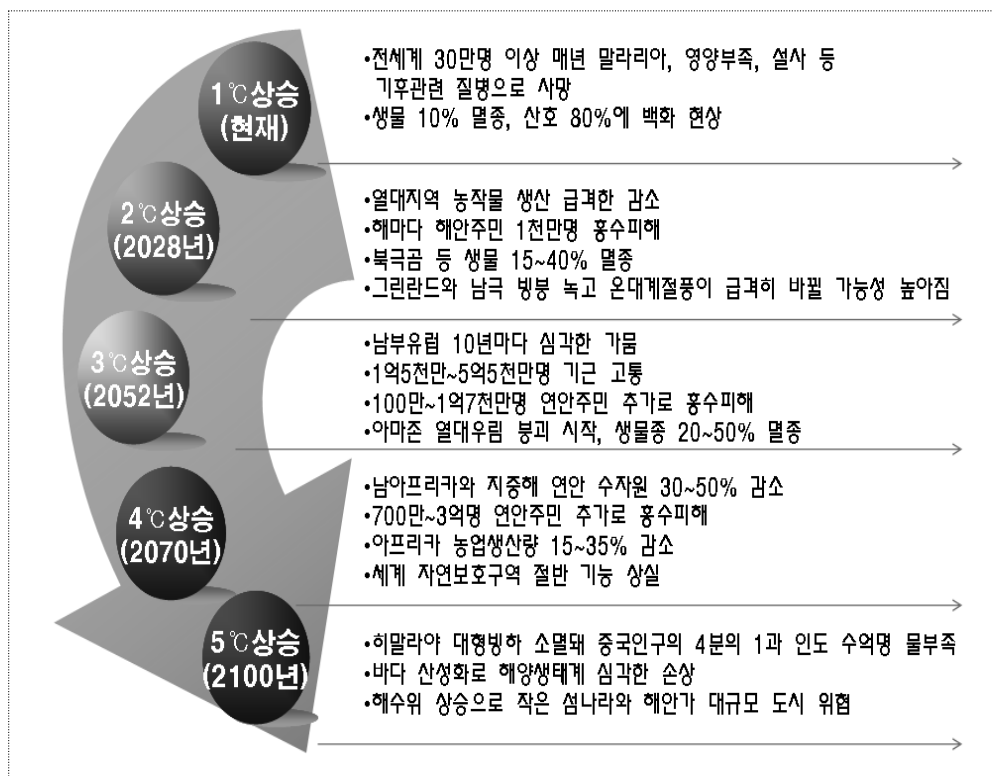 1℃상승
(현재)
•전세계 30만명 이상 매년 말라리아, 영양부족, 설사 등
기후관련 질병으로 사망
•생물 10% 멸종, 산호 80%에 백화 현상
2℃상승
(2028년)
•열대지역 농작물 생산 급격한 감소
•해마다 해안주민 1천만명 홍수피해
•북극곰 등 생물 15~40% 멸종
•그린란드와 남극 빙붕 녹고 온대계절풍이 급격히 바뀔 가능성 높아짐
3℃상승
(2052년)
•남부유럽 10년마다 심각한 가뭄
•1억5천만~5억5천만명 기근 고통
•100만~1억7천만명 연안주민 추가로 홍수피해
•아마존 열대우림 붕괴 시작, 생물종 20~50% 멸종
4℃상승
(2070년)
•남아프리카와 지중해 연안 수자원 30~50% 감소
•700만~3억명 연안주민 추가로 홍수피해
•아프리카 농업생산량 15~35% 감소
•세계 자연보호구역 절반 기능 상실
5℃상승
(2100년)
•히말라야 대형빙하 소멸돼 중국인구의 4분의 1과 인도 수억명 물부족
•바다 산성화로 해양생태계 심각한 손상
•해수위 상승으로 작은 섬나라와 해안가 대규모 도시 위협